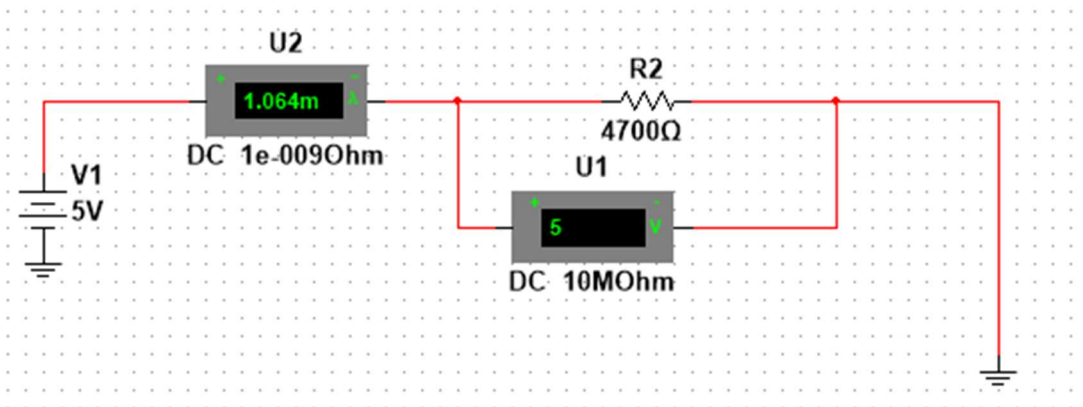 U2
+ -
1.064m A
DC 1e-009Ohm
R2
4700Ω
V1
5V
U1
+ -
5 V
DC 10MOhm